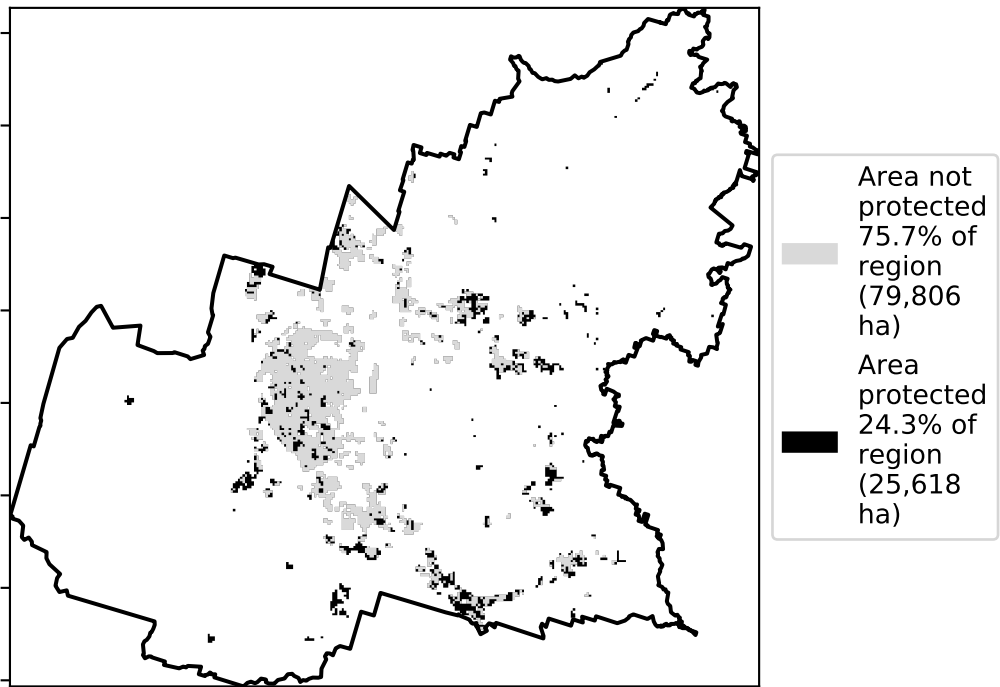 Area not
protected
75.7% of
region
(79,806
ha)
Area
protected
24.3% of
region
(25,618
ha)